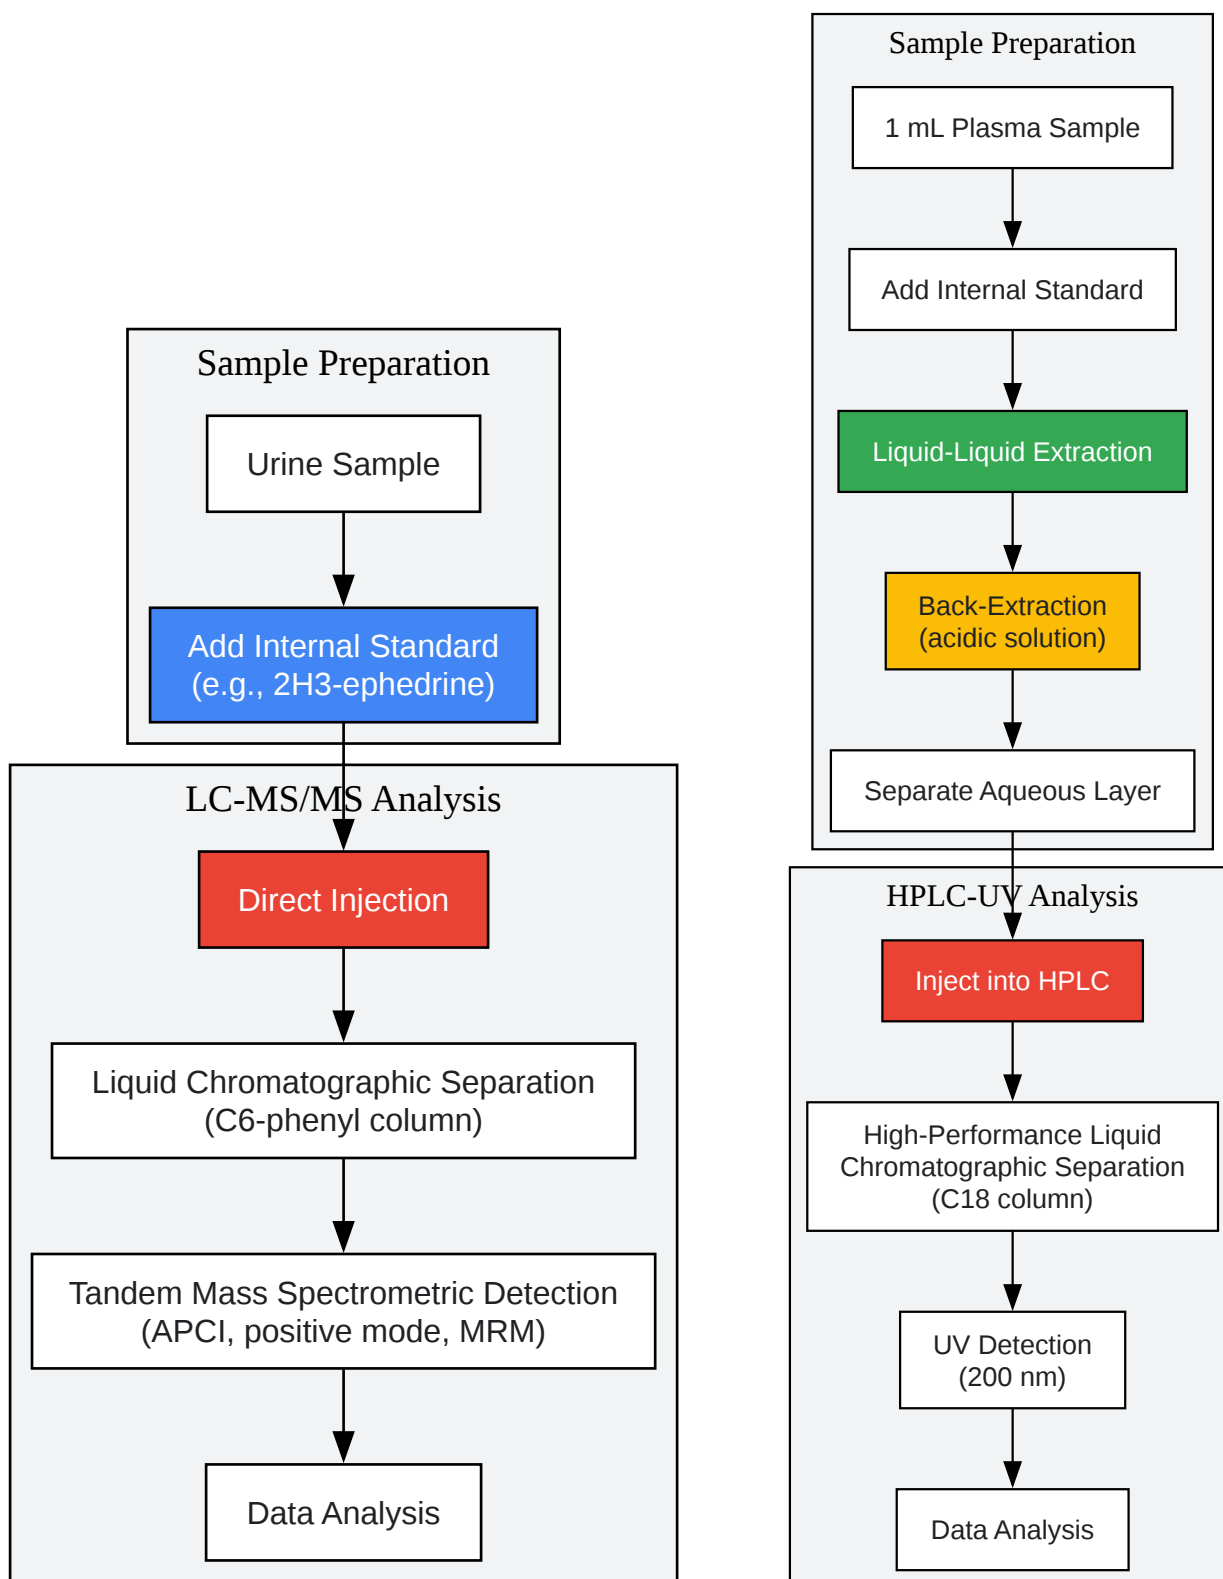 Sample Preparation
Urine Sample
Add Internal Standard
(e.g., 2H3-ephedrine)
LC-MS/MS Analysis
Direct Injection
Liquid Chromatographic Separation
(C6-phenyl column)
Tandem Mass Spectrometric Detection
(APCI, positive mode, MRM)
Data Analysis
Sample Preparation
1 mL Plasma Sample
Add Internal Standard
Liquid-Liquid Extraction
Back-Extraction
(acidic solution)
Separate Aqueous Layer
HPLC-UV Analysis
Inject into HPLC
High-Performance Liquid
Chromatographic Separation
(C18 column)
UV Detection
(200 nm)
Data Analysis